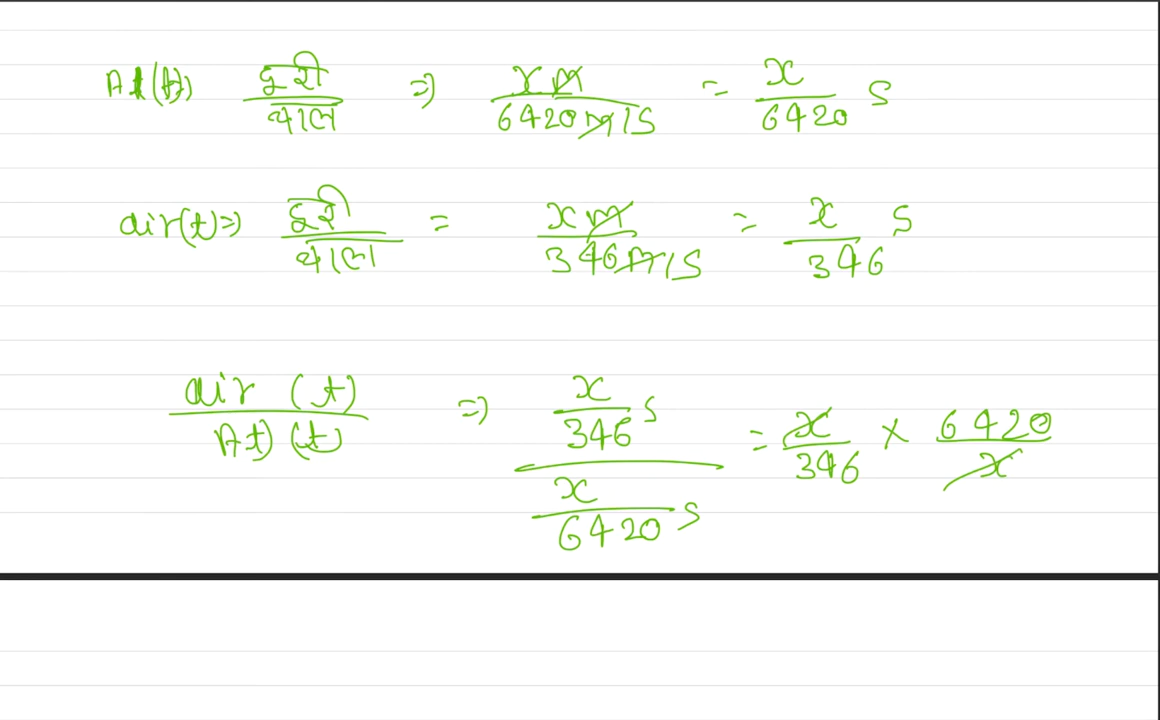 Al(t) दुरी/चाल ⇒ x m/6420 m/s = x/6420 s
air(t) ⇒ दुरी/चाल = x m/346 m/s = x/346 s
air (t)/Al (t) ⇒ x/346 s / x/6420 s = x/346 × 6420/x